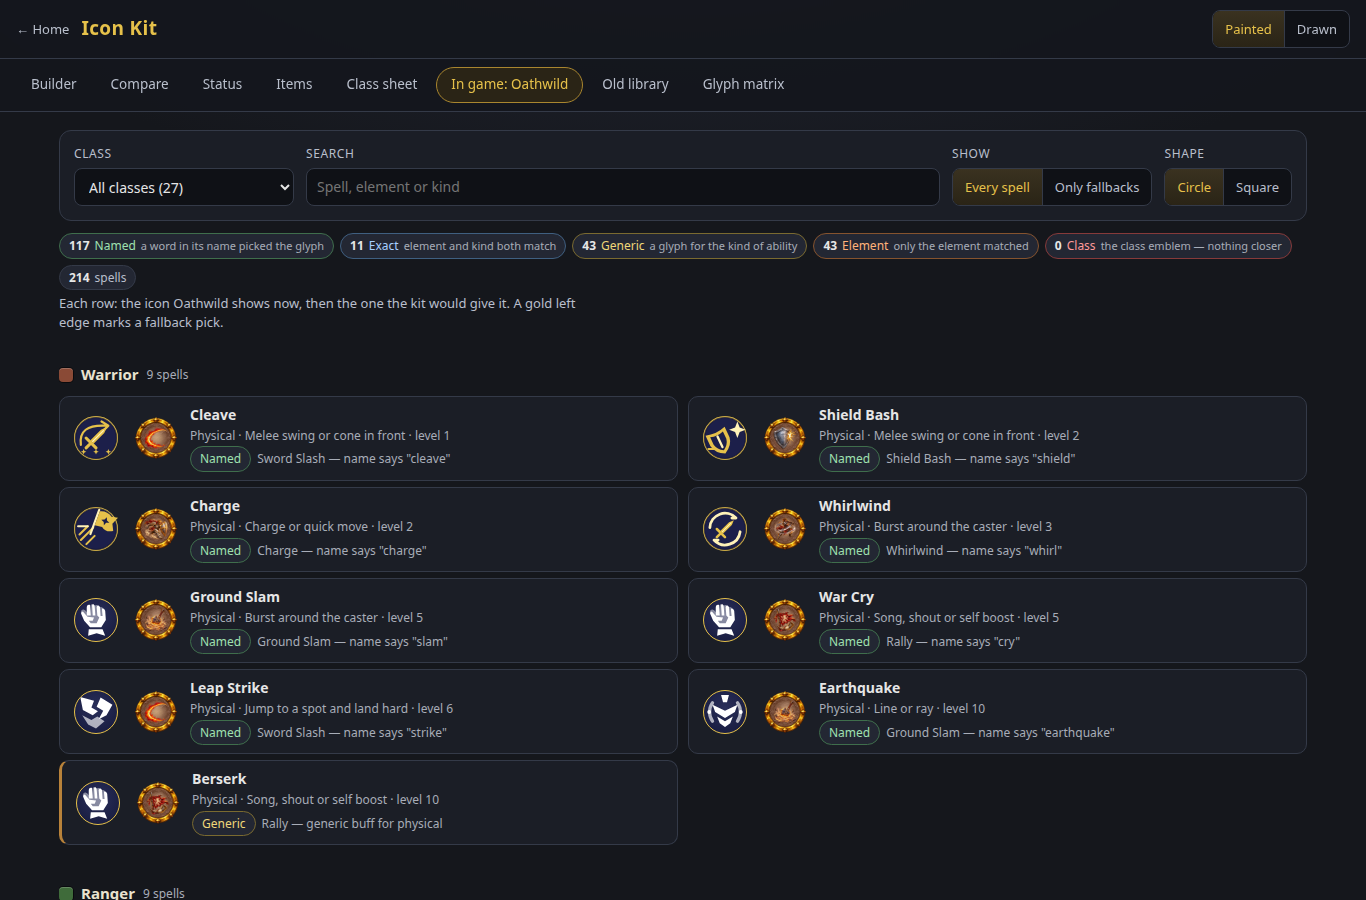 ← Home Icon Kit Painted Drawn
Builder Compare Status Items Class sheet In game: Oathwild Old library Glyph matrix
CLASS SEARCH SHOW SHAPE
All classes (27) Spell, element or kind Every spell Only fallbacks Circle Square
117 Named a word in its name picked the glyph 11 Exact element and kind both match 43 Generic a glyph for the kind of ability 43 Element only the element matched 0 Class the class emblem — nothing closer
214 spells
Each row: the icon Oathwild shows now, then the one the kit would give it. A gold left
edge marks a fallback pick.
Warrior 9 spells
Cleave
Physical · Melee swing or cone in front · level 1
Named Sword Slash — name says "cleave"
Shield Bash
Physical · Melee swing or cone in front · level 2
Named Shield Bash — name says "shield"
Charge
Physical · Charge or quick move · level 2
Named Charge — name says "charge"
Whirlwind
Physical · Burst around the caster · level 3
Named Whirlwind — name says "whirl"
Ground Slam
Physical · Burst around the caster · level 5
Named Ground Slam — name says "slam"
War Cry
Physical · Song, shout or self boost · level 5
Named Rally — name says "cry"
Leap Strike
Physical · Jump to a spot and land hard · level 6
Named Sword Slash — name says "strike"
Earthquake
Physical · Line or ray · level 10
Named Ground Slam — name says "earthquake"
Berserk
Physical · Song, shout or self boost · level 10
Generic Rally — generic buff for physical
Ranger 9 spells